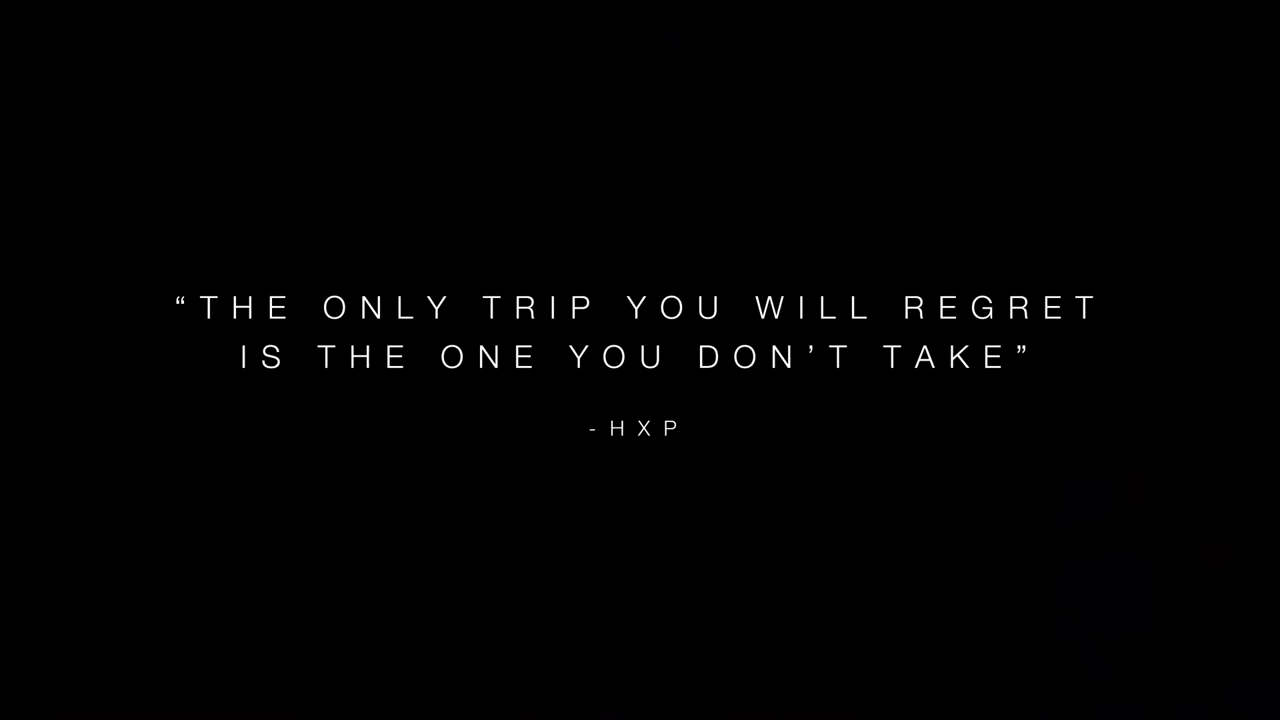 “THE ONLY TRIP YOU WILL REGRET
IS THE ONE YOU DON’T TAKE”
-HXP